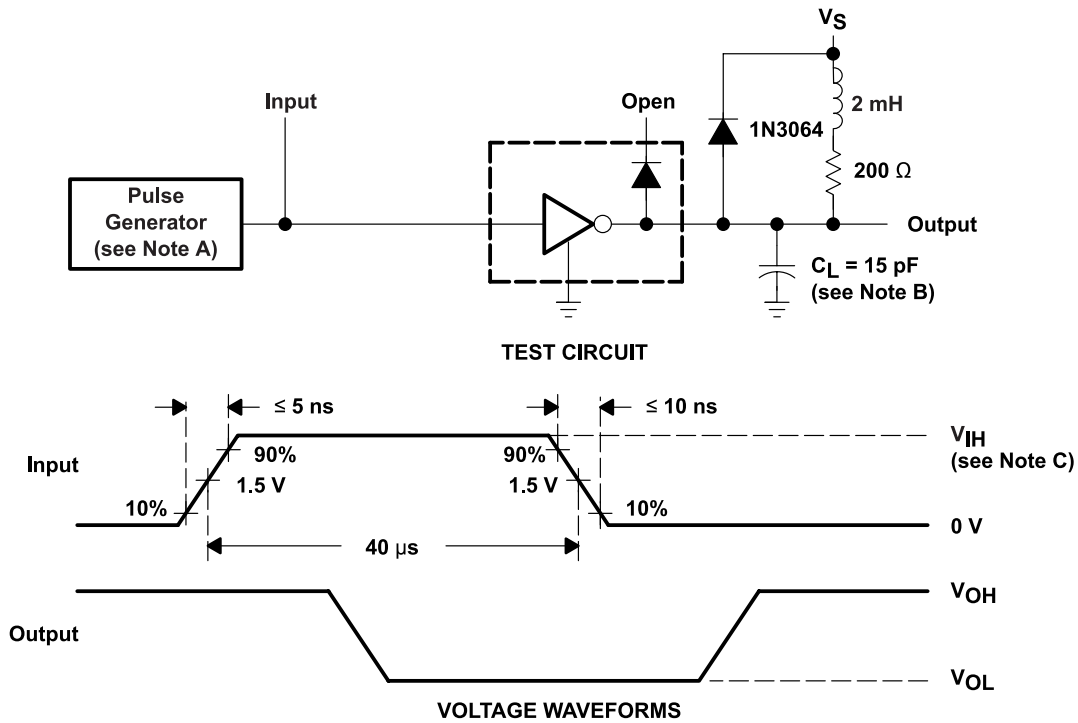 VS
Input
Open
2 mH
1N3064
Pulse
Generator
(see Note A)
200 Ω
Output
CL = 15 pF
(see Note B)
TEST CIRCUIT
≤ 5 ns
≤ 10 ns
Input
90%
90%
VIH
(see Note C)
1.5 V
1.5 V
10%
10%
0 V
40 μs
VOH
Output
VOL
VOLTAGE WAVEFORMS